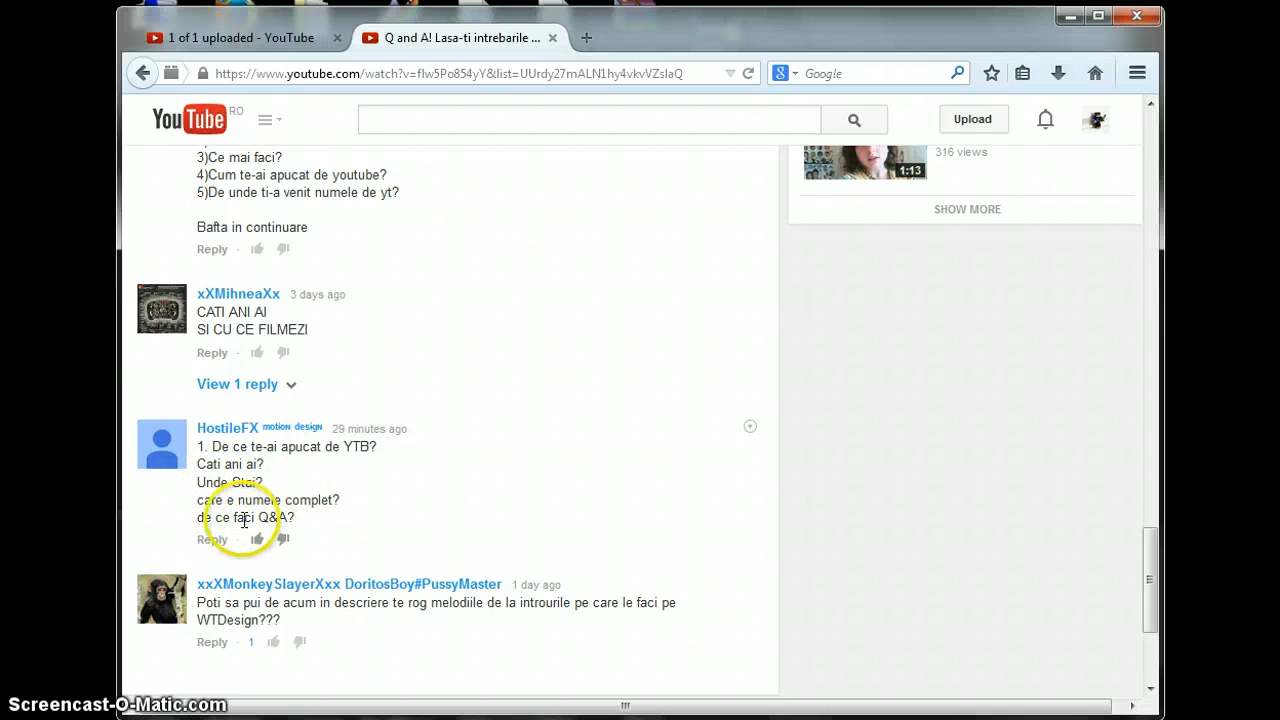 1 of 1 uploaded - YouTube
Q and A! Lasa-ti intrebarile ...
https://www.youtube.com/watch?v=fIw5Po854yY&list=UUrdy27mALN1hy4vkvVZslaQ
Google
YouTube RO
Upload
3)Ce mai faci?
4)Cum te-ai apucat de youtube?
5)De unde ti-a venit numele de yt?
Bafta in continuare
Reply
316 views
1:13
SHOW MORE
xXMihneaXx 3 days ago
CATI ANI AI
SI CU CE FILMEZI
Reply
View 1 reply
HostileFX motion design 29 minutes ago
1. De ce te-ai apucat de YTB?
Cati ani ai?
Unde Stai?
care e numele complet?
de ce faci Q&A?
Reply
xxXMonkeySlayerXxx DoritosBoy#PussyMaster 1 day ago
Poti sa pui de acum in descriere te rog melodiile de la introurile pe care le faci pe
WTDesign???
Reply 1
Screencast-O-Matic.com